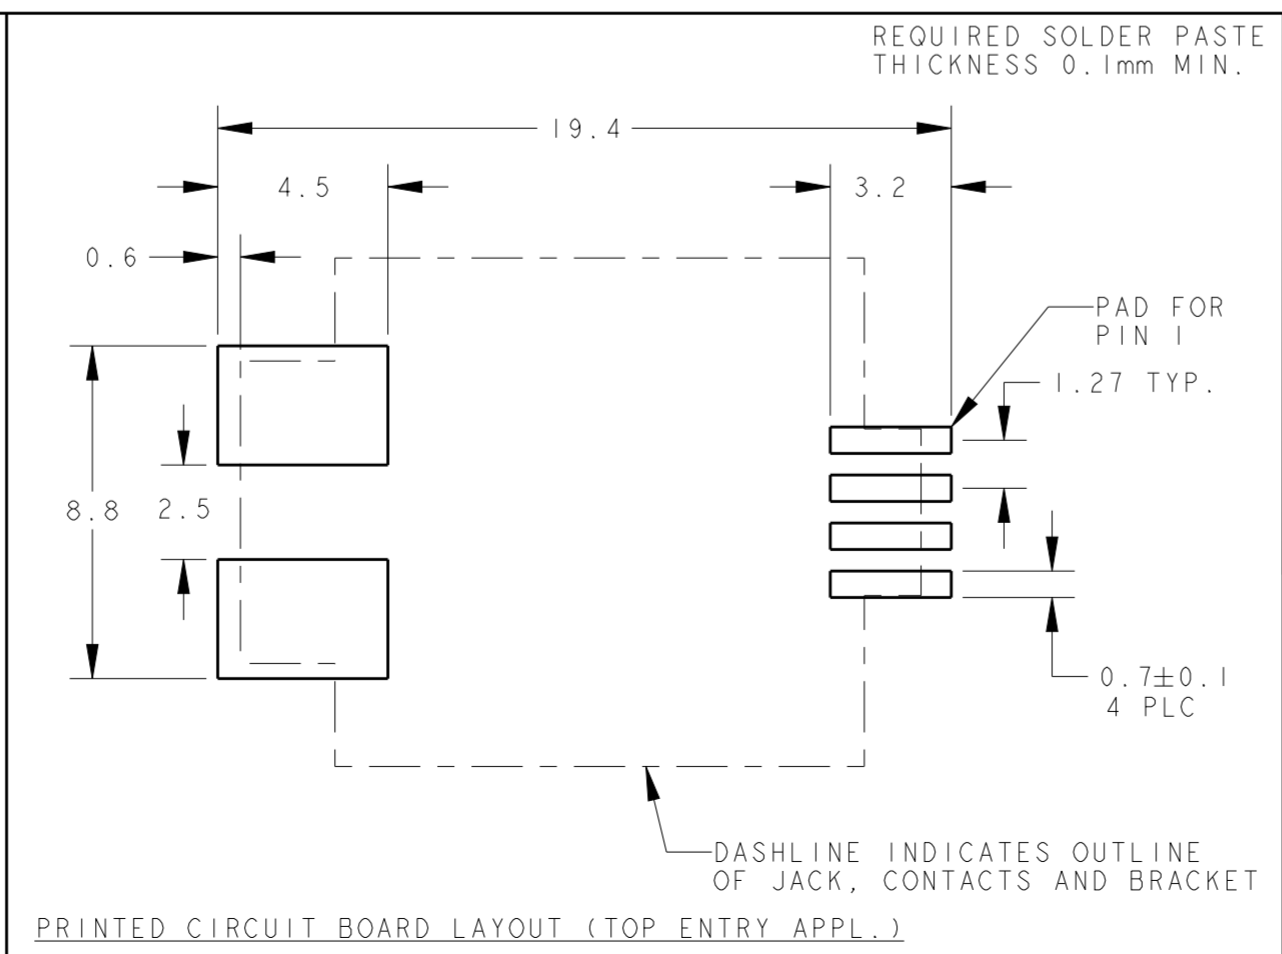 REQUIRED SOLDER PASTE
THICKNESS 0.1mm MIN.
19.4
4.5
3.2
0.6
PAD FOR
PIN 1
1.27 TYP.
8.8
2.5
0.7±0.1
4 PLC
DASHLINE INDICATES OUTLINE
OF JACK, CONTACTS AND BRACKET
PRINTED CIRCUIT BOARD LAYOUT (TOP ENTRY APPL.)